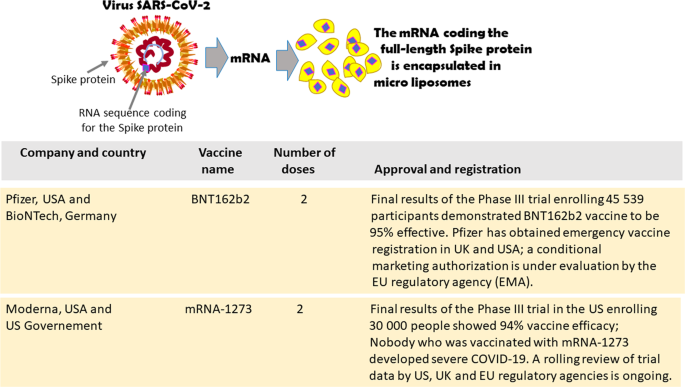 Virus SARS-CoV-2
mRNA
The mRNA coding the
full-length Spike protein
is encapsulated in
micro liposomes
Spike protein
RNA sequence coding
for the Spike protein
Company and country
Vaccine
name
Number of
doses
Approval and registration
Pfizer, USA and
BioNTech, Germany
BNT162b2
2
Final results of the Phase III trial enrolling 45 539
participants demonstrated BNT162b2 vaccine to be
95% effective. Pfizer has obtained emergency vaccine
registration in UK and USA; a conditional
marketing authorization is under evaluation by the
EU regulatory agency (EMA).
Moderna, USA and
US Governement
mRNA-1273
2
Final results of the Phase III trial in the US enrolling
30 000 people showed 94% vaccine efficacy;
Nobody who was vaccinated with mRNA-1273
developed severe COVID-19. A rolling review of trial
data by US, UK and EU regulatory agencies is ongoing.